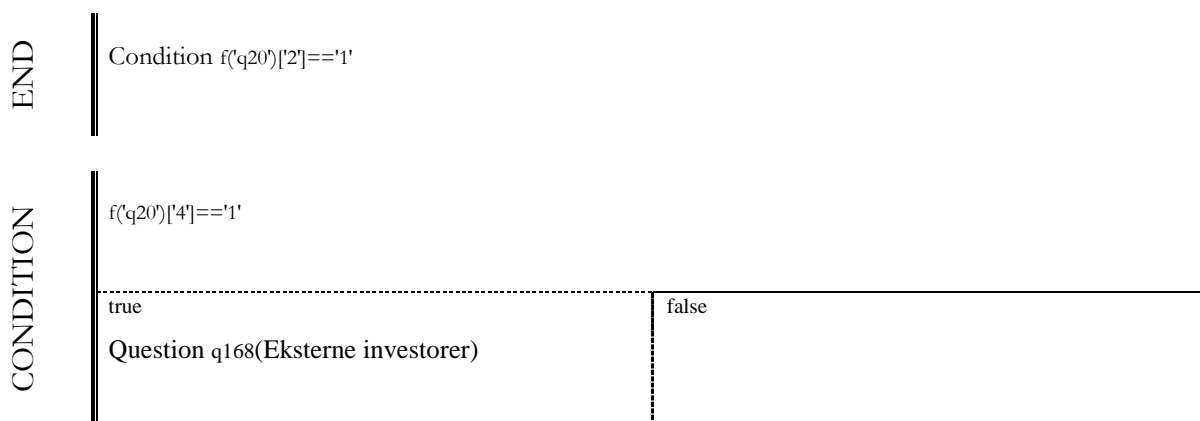 END
Condition f('q20')['2']=='1'
CONDITION
f('q20')['4']=='1'
true
false
Question q168(Eksterne investorer)